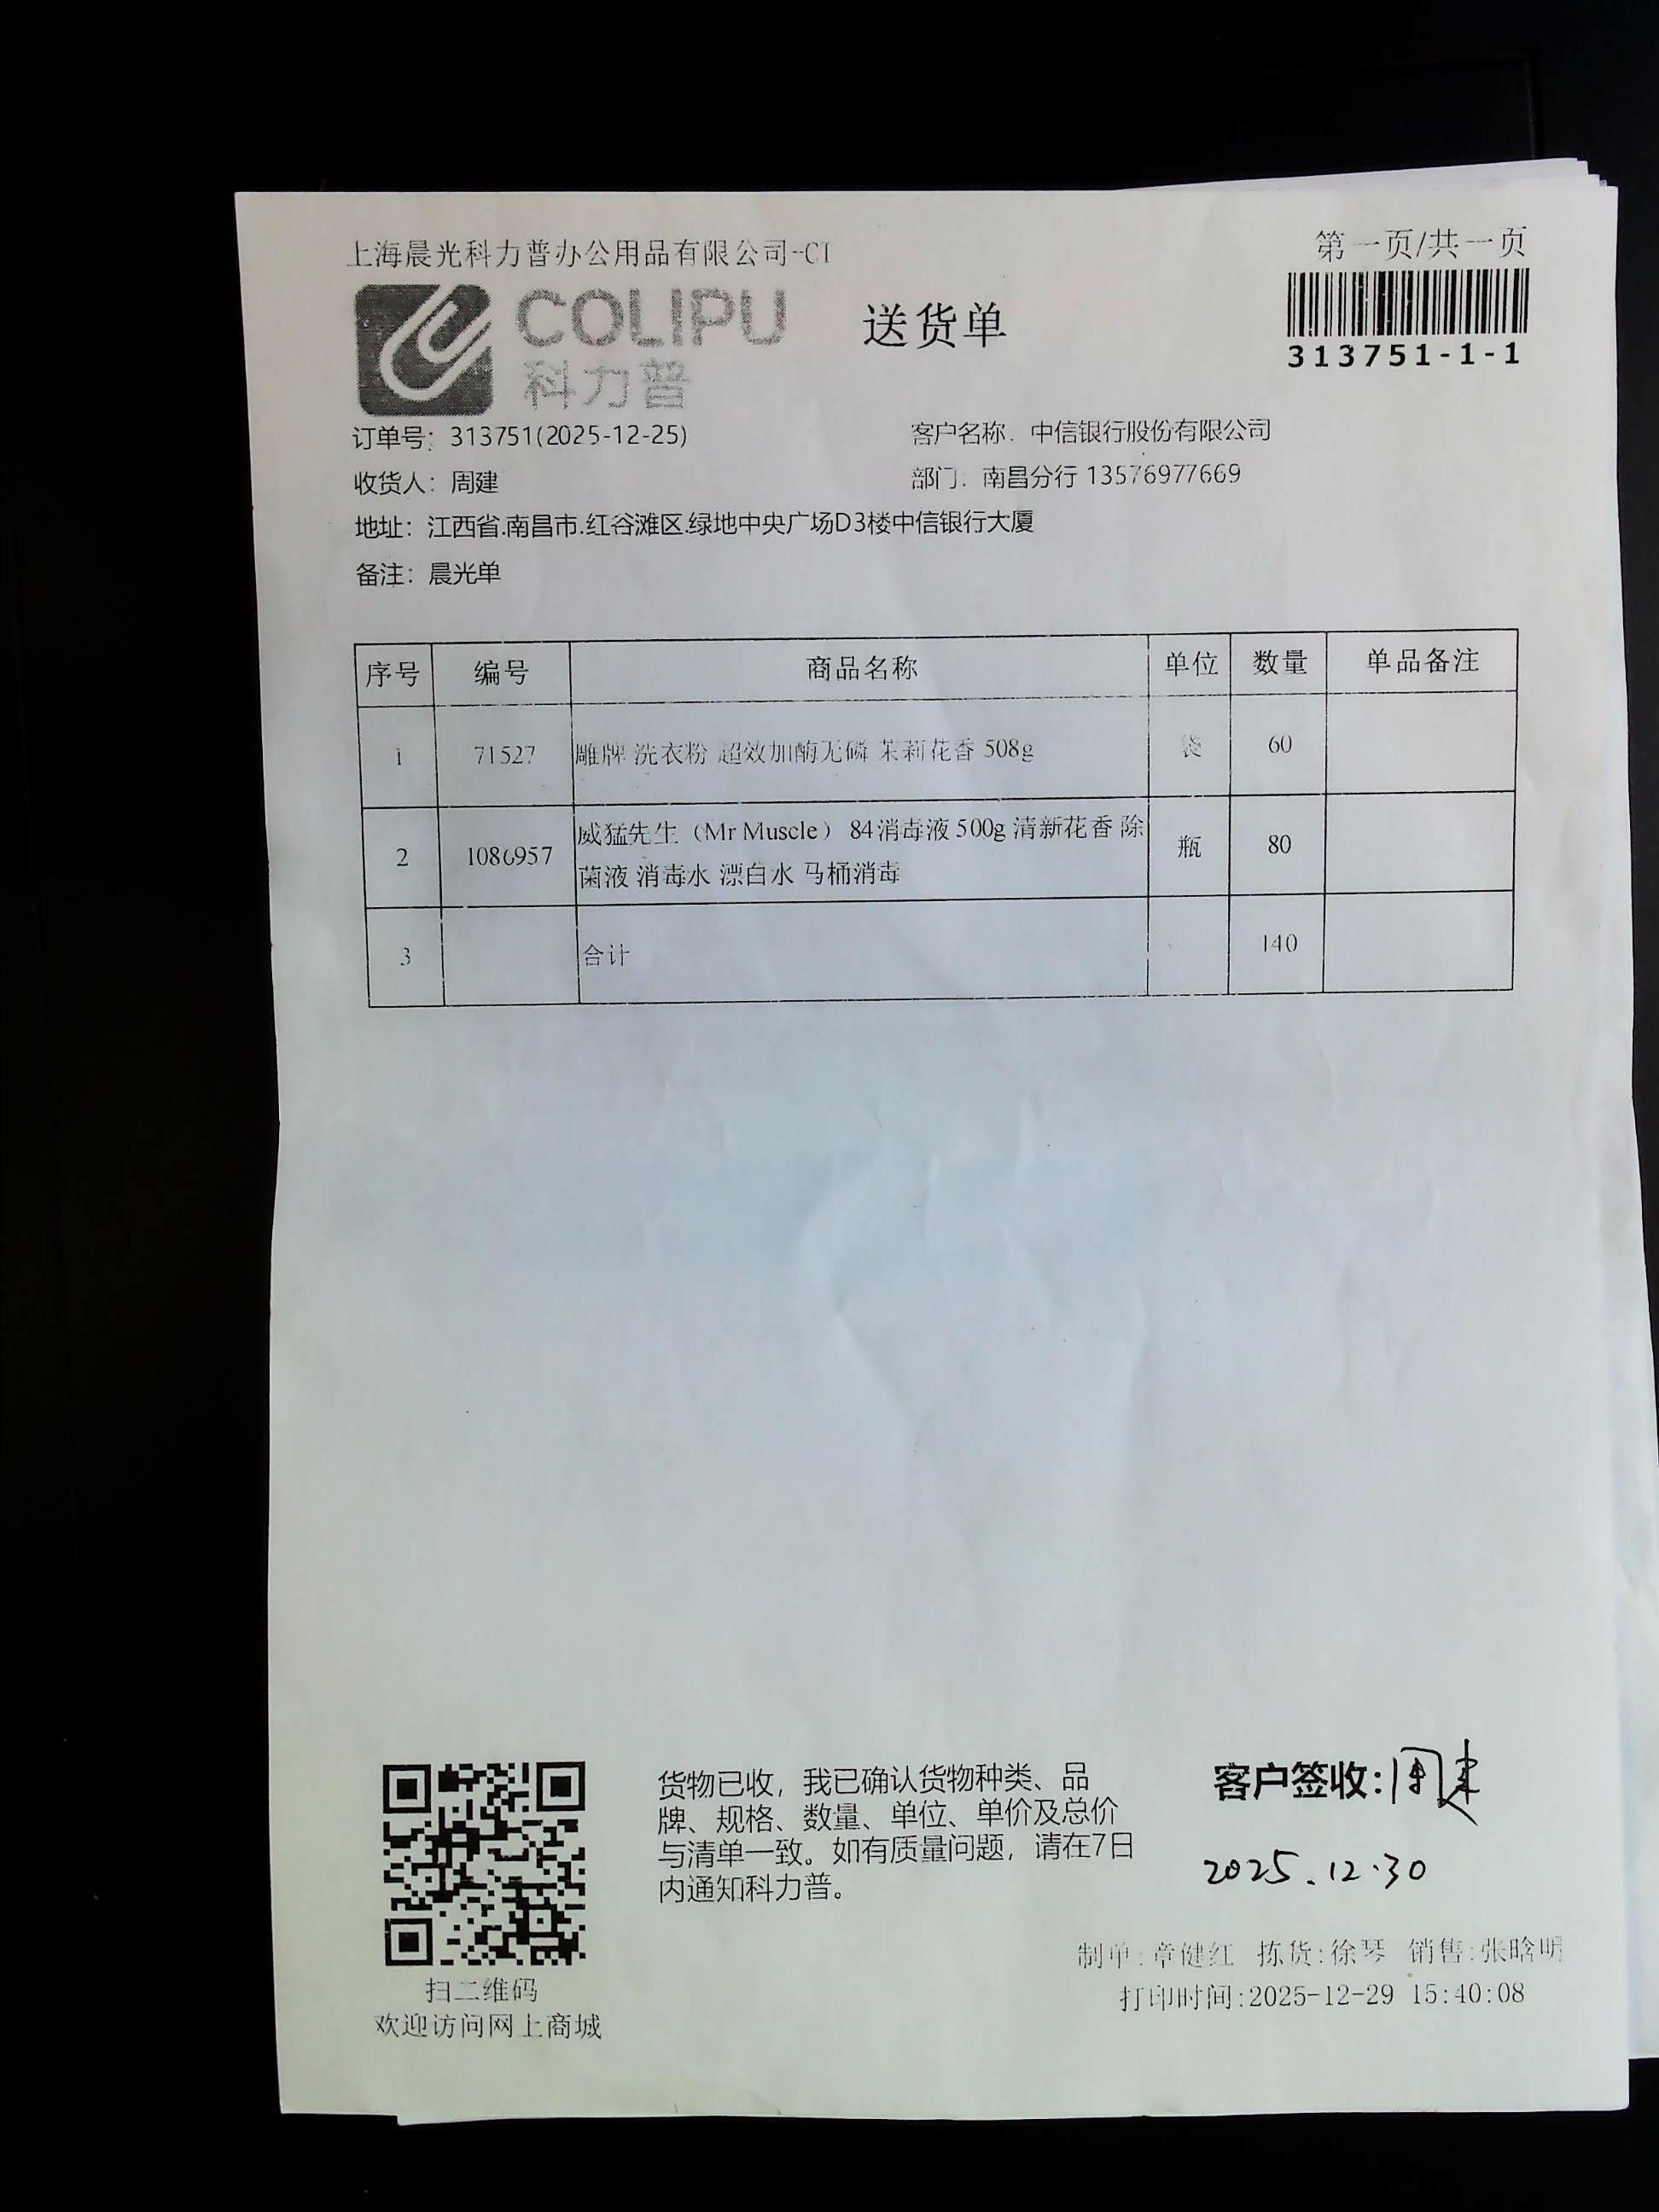 上海晨光科力普办公用品有限公司-CT
第一页/共一页
COLIPU
科力普
送货单
313751-1-1
订单号：313751(2025-12-25)
客户名称：中信银行股份有限公司
收货人：周建
部门：南昌分行 13576977669
地址：江西省.南昌市.红谷滩区.绿地中央广场D3楼中信银行大厦
备注：晨光单
序号 编号 商品名称 单位 数量 单品备注
1 71527 雕牌 洗衣粉 超效加酶无磷 茉莉花香 508g 袋 60
2 1086957 威猛先生（Mr Muscle） 84消毒液 500g 清新花香 除
菌液 消毒水 漂白水 马桶消毒 瓶 80
3 合计 140
货物已收，我已确认货物种类、品
牌、规格、数量、单位、单价及总价
与清单一致。如有质量问题，请在7日
内通知科力普。
客户签收:周建
2025.12.30
扫二维码
欢迎访问网上商城
制单:章健红 拣货:徐琴 销售:张晗明
打印时间:2025-12-29 15:40:08